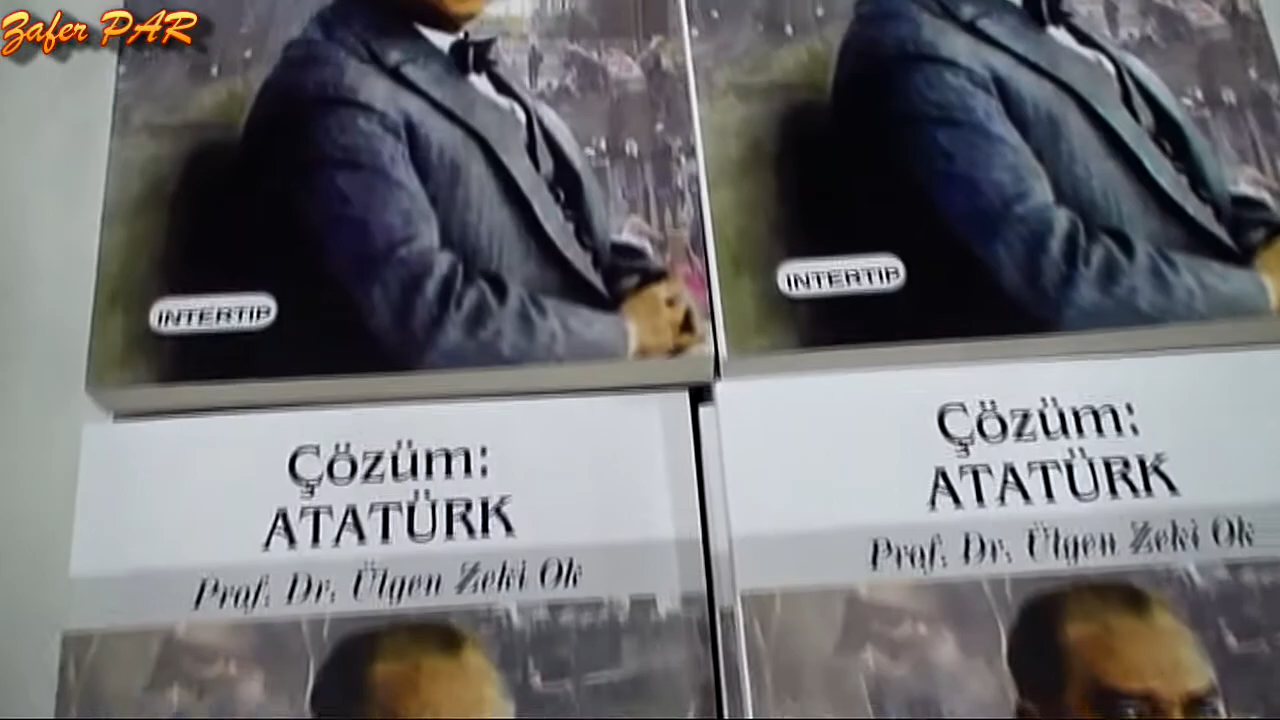 Zafer PAR
INTERTIP
INTERTIP
Çözüm:
ATATÜRK
Prof. Dr. Ülgen Zeki Ok
Çözüm:
ATATÜRK
Prof. Dr. Ülgen Zeki Ok